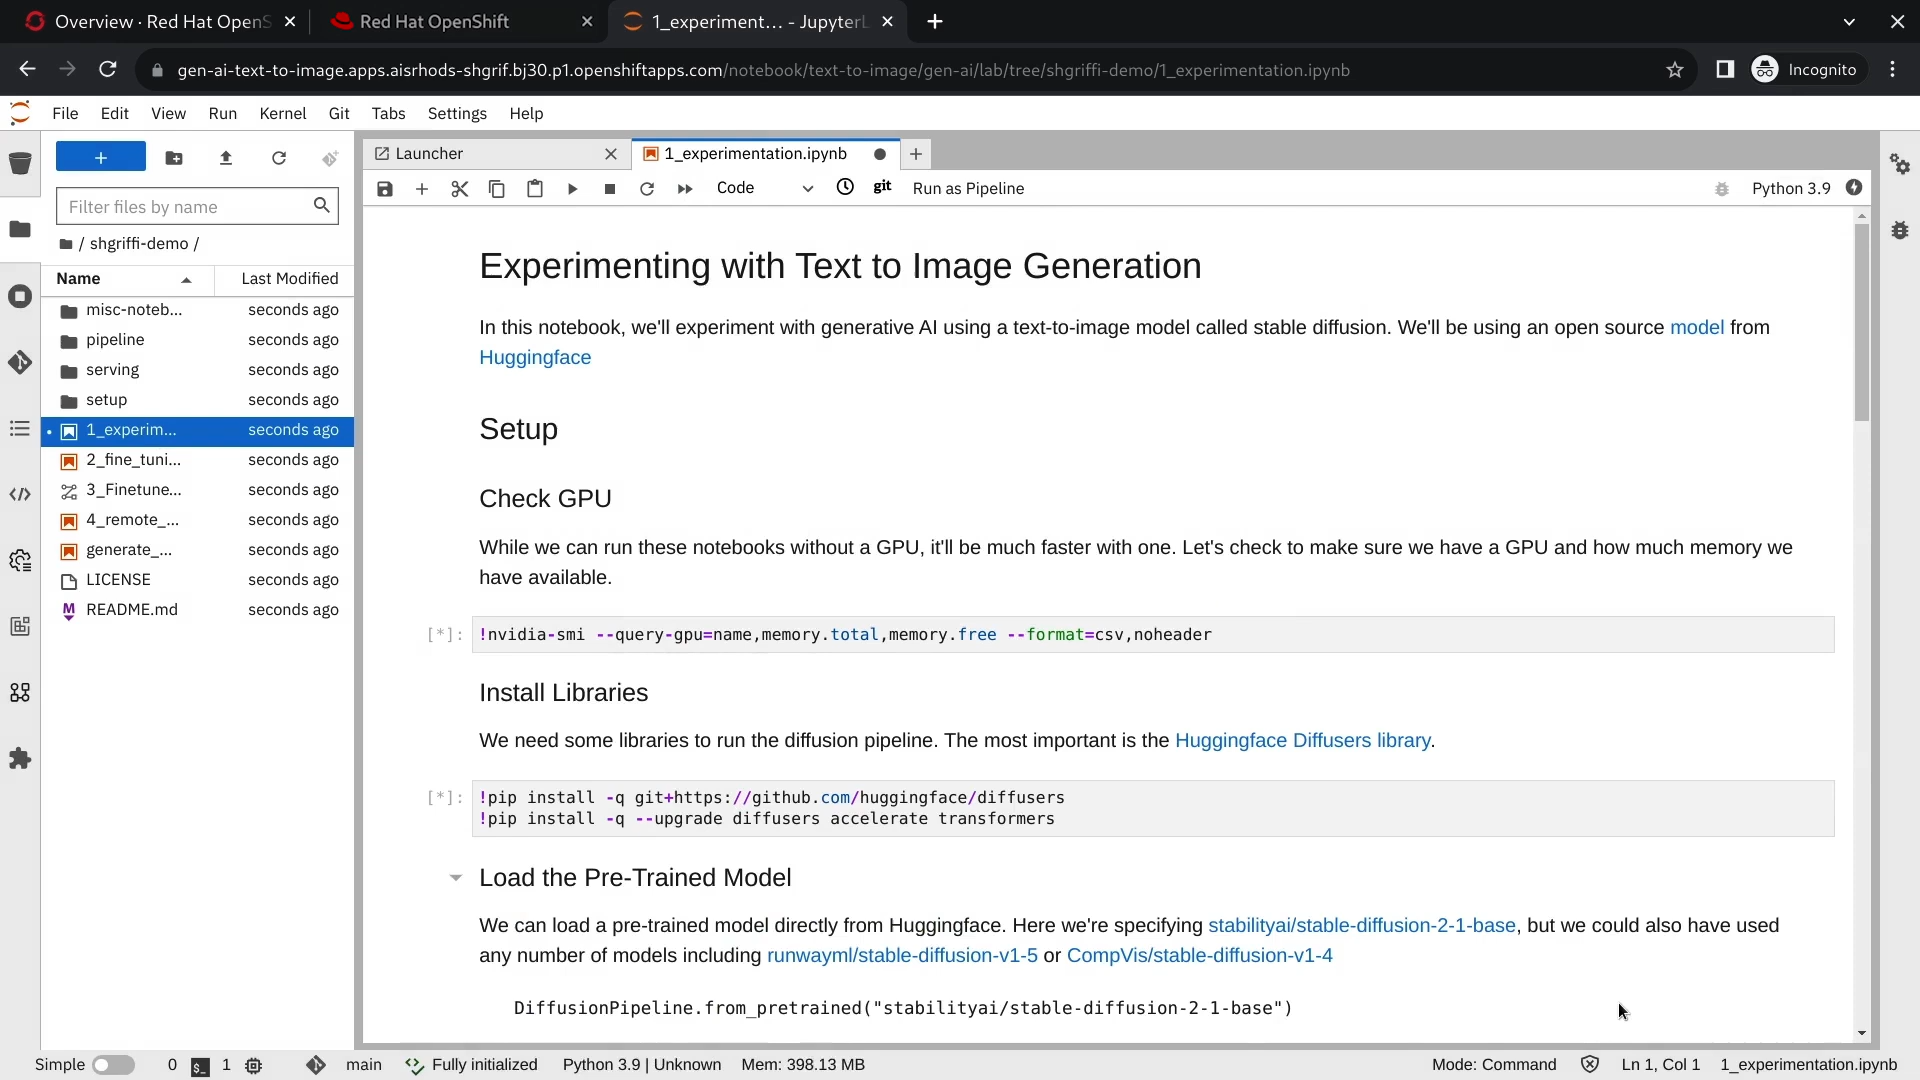 Overview · Red Hat OpenS
Red Hat OpenShift
1_experiment… - JupyterL
gen-ai-text-to-image.apps.aisrhods-shgrif.bj30.p1.openshiftapps.com/notebook/text-to-image/gen-ai/lab/tree/shgriffi-demo/1_experimentation.ipynb
Incognito
File Edit View Run Kernel Git Tabs Settings Help
Launcher
1_experimentation.ipynb
Code
git
Run as Pipeline
Python 3.9
Filter files by name
/ shgriffi-demo /
Name Last Modified
misc-noteb... seconds ago
pipeline seconds ago
serving seconds ago
setup seconds ago
1_experim... seconds ago
2_fine_tuni... seconds ago
3_Finetune... seconds ago
4_remote_... seconds ago
generate_... seconds ago
LICENSE seconds ago
README.md seconds ago
Experimenting with Text to Image Generation
In this notebook, we'll experiment with generative AI using a text-to-image model called stable diffusion. We'll be using an open source model from
Huggingface
Setup
Check GPU
While we can run these notebooks without a GPU, it'll be much faster with one. Let's check to make sure we have a GPU and how much memory we
have available.
[*]: !nvidia-smi --query-gpu=name,memory.total,memory.free --format=csv,noheader
Install Libraries
We need some libraries to run the diffusion pipeline. The most important is the Huggingface Diffusers library.
[*]: !pip install -q git+https://github.com/huggingface/diffusers
!pip install -q --upgrade diffusers accelerate transformers
Load the Pre-Trained Model
We can load a pre-trained model directly from Huggingface. Here we're specifying stabilityai/stable-diffusion-2-1-base, but we could also have used
any number of models including runwayml/stable-diffusion-v1-5 or CompVis/stable-diffusion-v1-4
DiffusionPipeline.from_pretrained("stabilityai/stable-diffusion-2-1-base")
Simple 0 $_ 1 main Fully initialized Python 3.9 | Unknown Mem: 398.13 MB Mode: Command Ln 1, Col 1 1_experimentation.ipynb